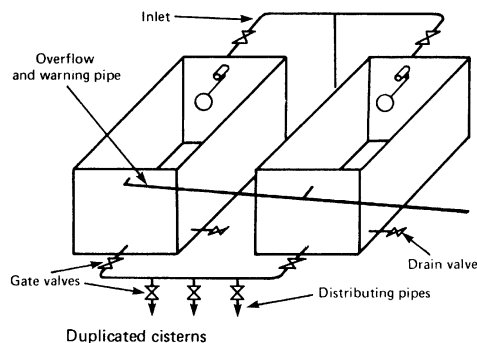 Inlet
Overflow
and warning pipe
Drain valve
Gate valves
Distributing pipes
Duplicated cisterns